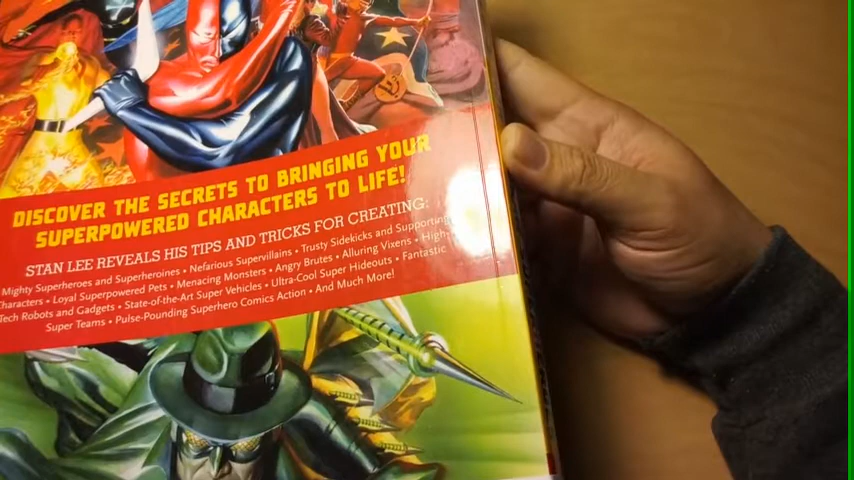 DISCOVER THE SECRETS TO BRINGING YOUR
SUPERPOWERED CHARACTERS TO LIFE!
STAN LEE REVEALS HIS TIPS AND TRICKS FOR CREATING:
Mighty Superheroes and Superheroines • Nefarious Supervillains • Trusty Sidekicks and Supporting
Characters • Loyal Superpowered Pets • Menacing Monsters • Angry Brutes • Alluring Vixens • High-
Tech Robots and Gadgets • State-of-the-Art Super Vehicles • Ultra-Cool Super Hideouts • Fantastic
Super Teams • Pulse-Pounding Superhero Comics Action • And Much More!